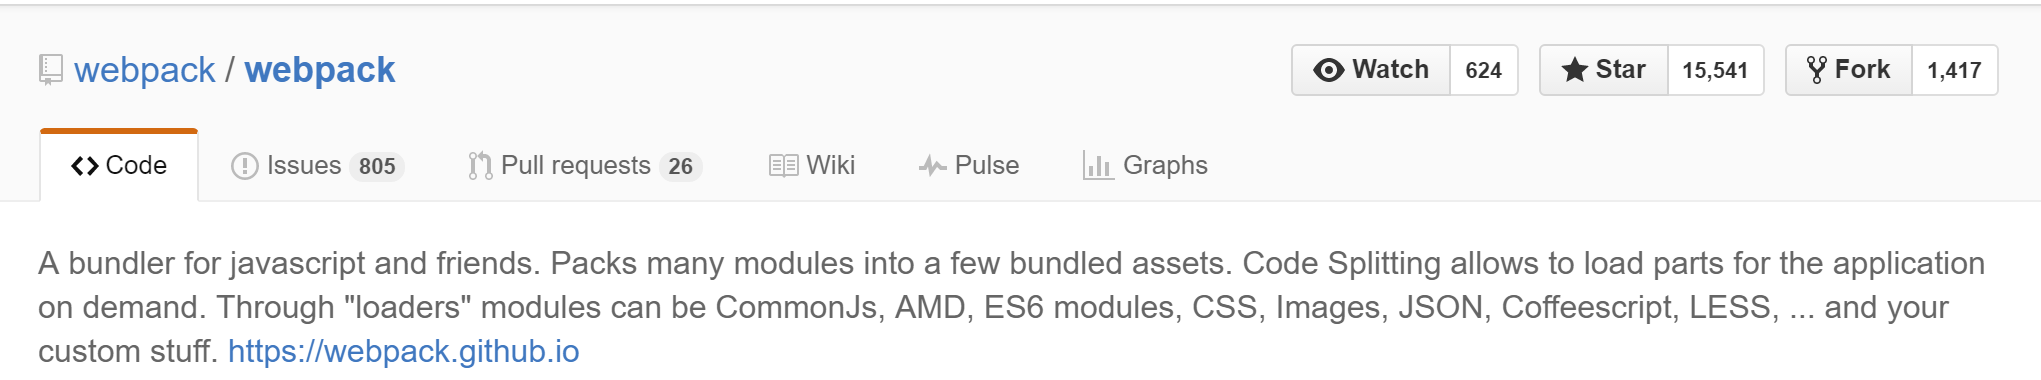 webpack / webpack
Watch 624 Star 15,541 Fork 1,417
Code Issues 805 Pull requests 26 Wiki Pulse Graphs
A bundler for javascript and friends. Packs many modules into a few bundled assets. Code Splitting allows to load parts for the application
on demand. Through "loaders" modules can be CommonJs, AMD, ES6 modules, CSS, Images, JSON, Coffeescript, LESS, ... and your
custom stuff. https://webpack.github.io